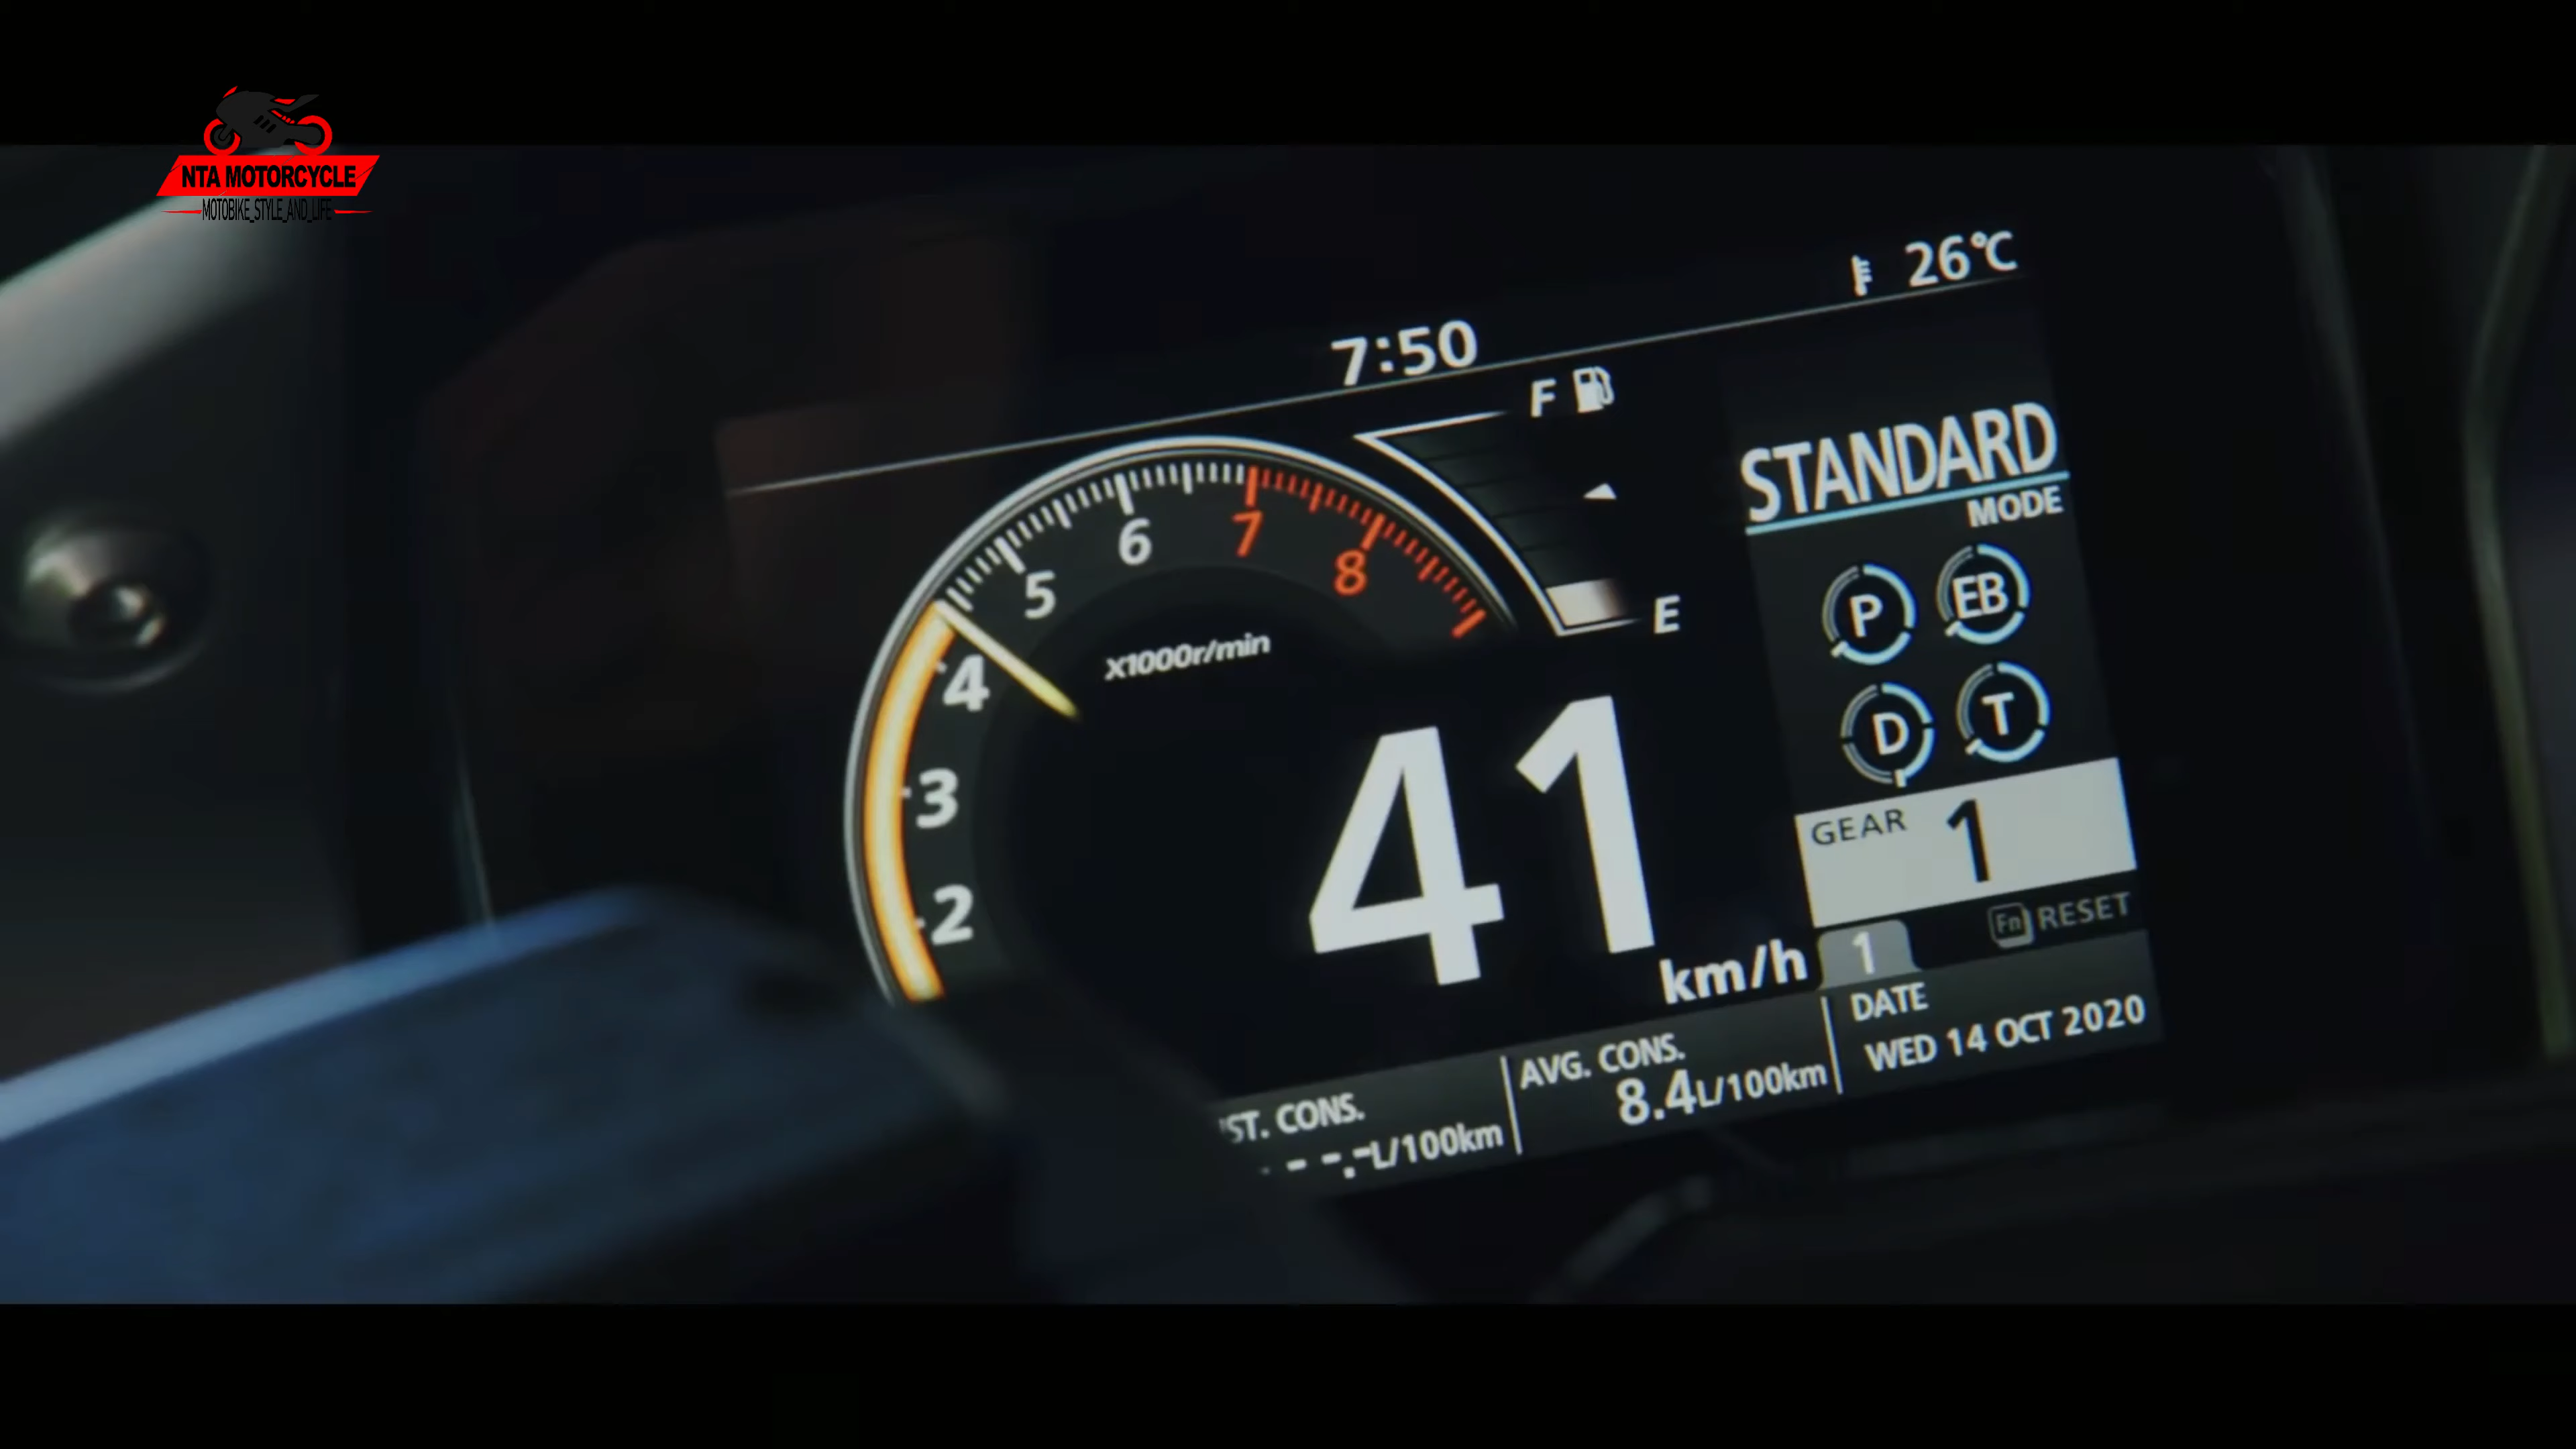 NTA MOTORCYCLE
MOTOBIKE_STYLE_AND_LIFE
26°C
7:50
F
E
STANDARD
MODE
P EB
D T
2 3 4 5 6 7 8
x1000r/min
41
km/h
GEAR 1
1
Fn RESET
ST. CONS.
--.-L/100km
AVG. CONS.
8.4L/100km
DATE
WED 14 OCT 2020